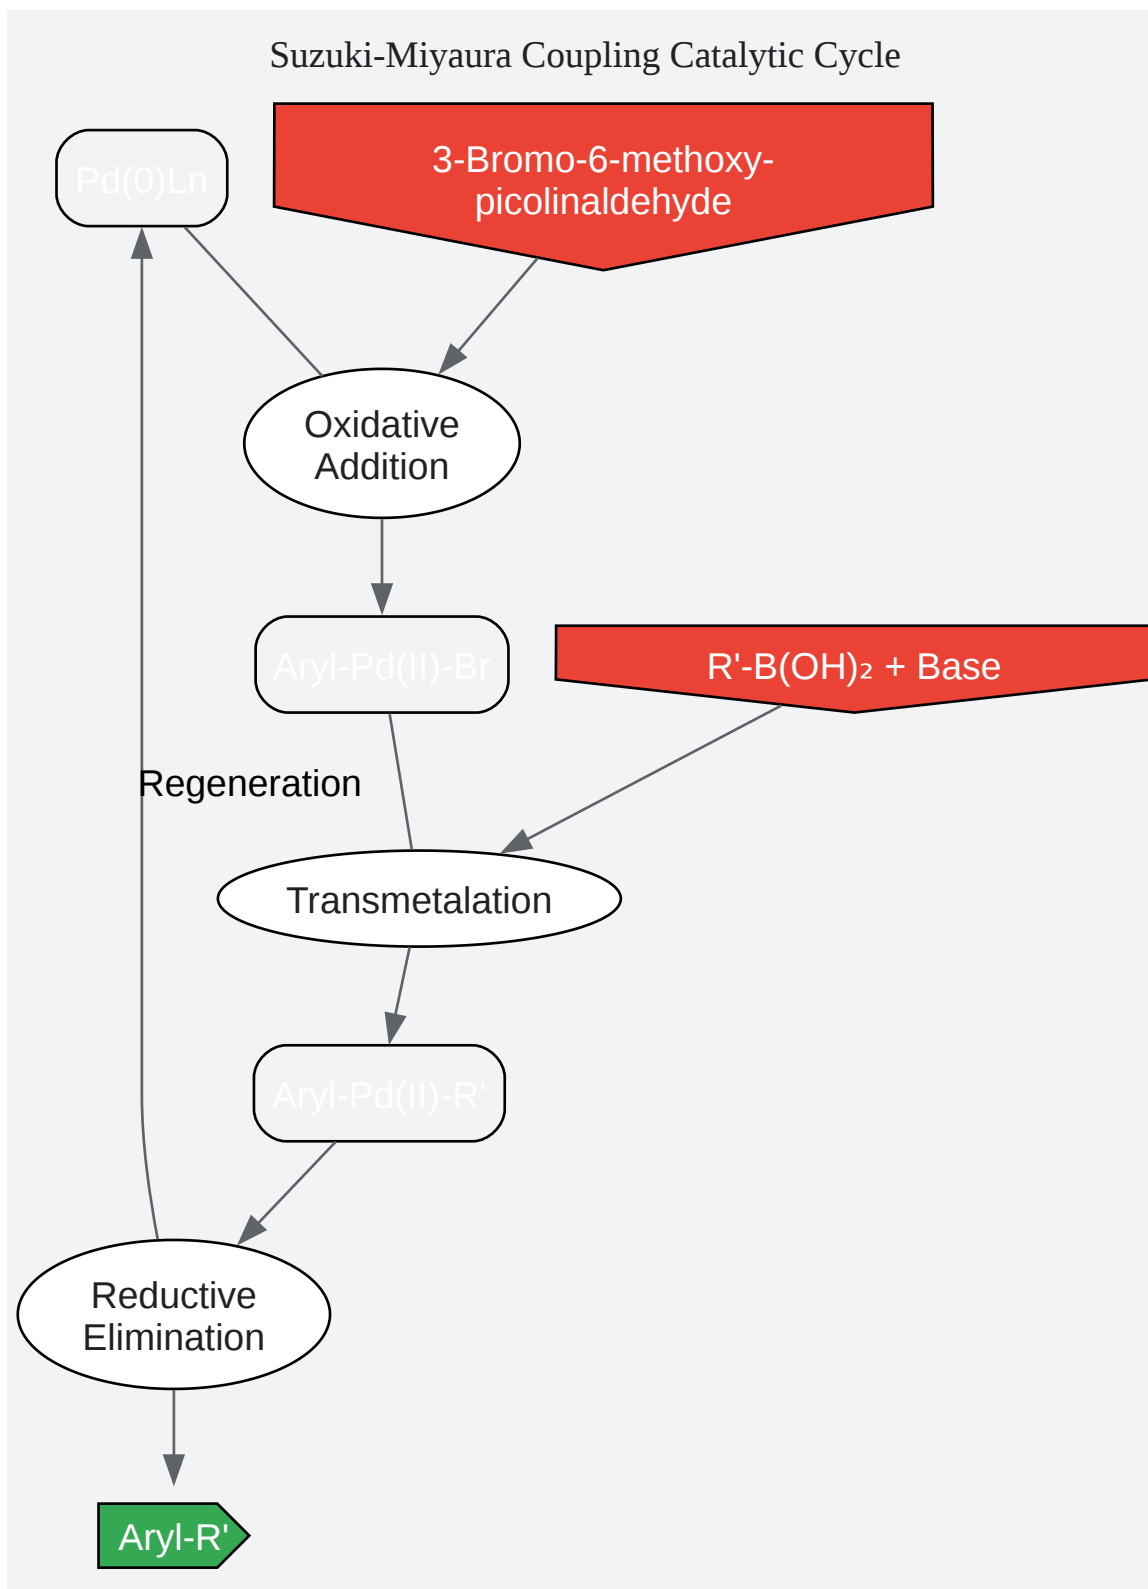 Suzuki-Miyaura Coupling Catalytic Cycle
Pd(0)Ln
3-Bromo-6-methoxy-
picolinaldehyde
Oxidative
Addition
Aryl-Pd(II)-Br
R'-B(OH)₂ + Base
Regeneration
Transmetalation
Aryl-Pd(II)-R'
Reductive
Elimination
Aryl-R'